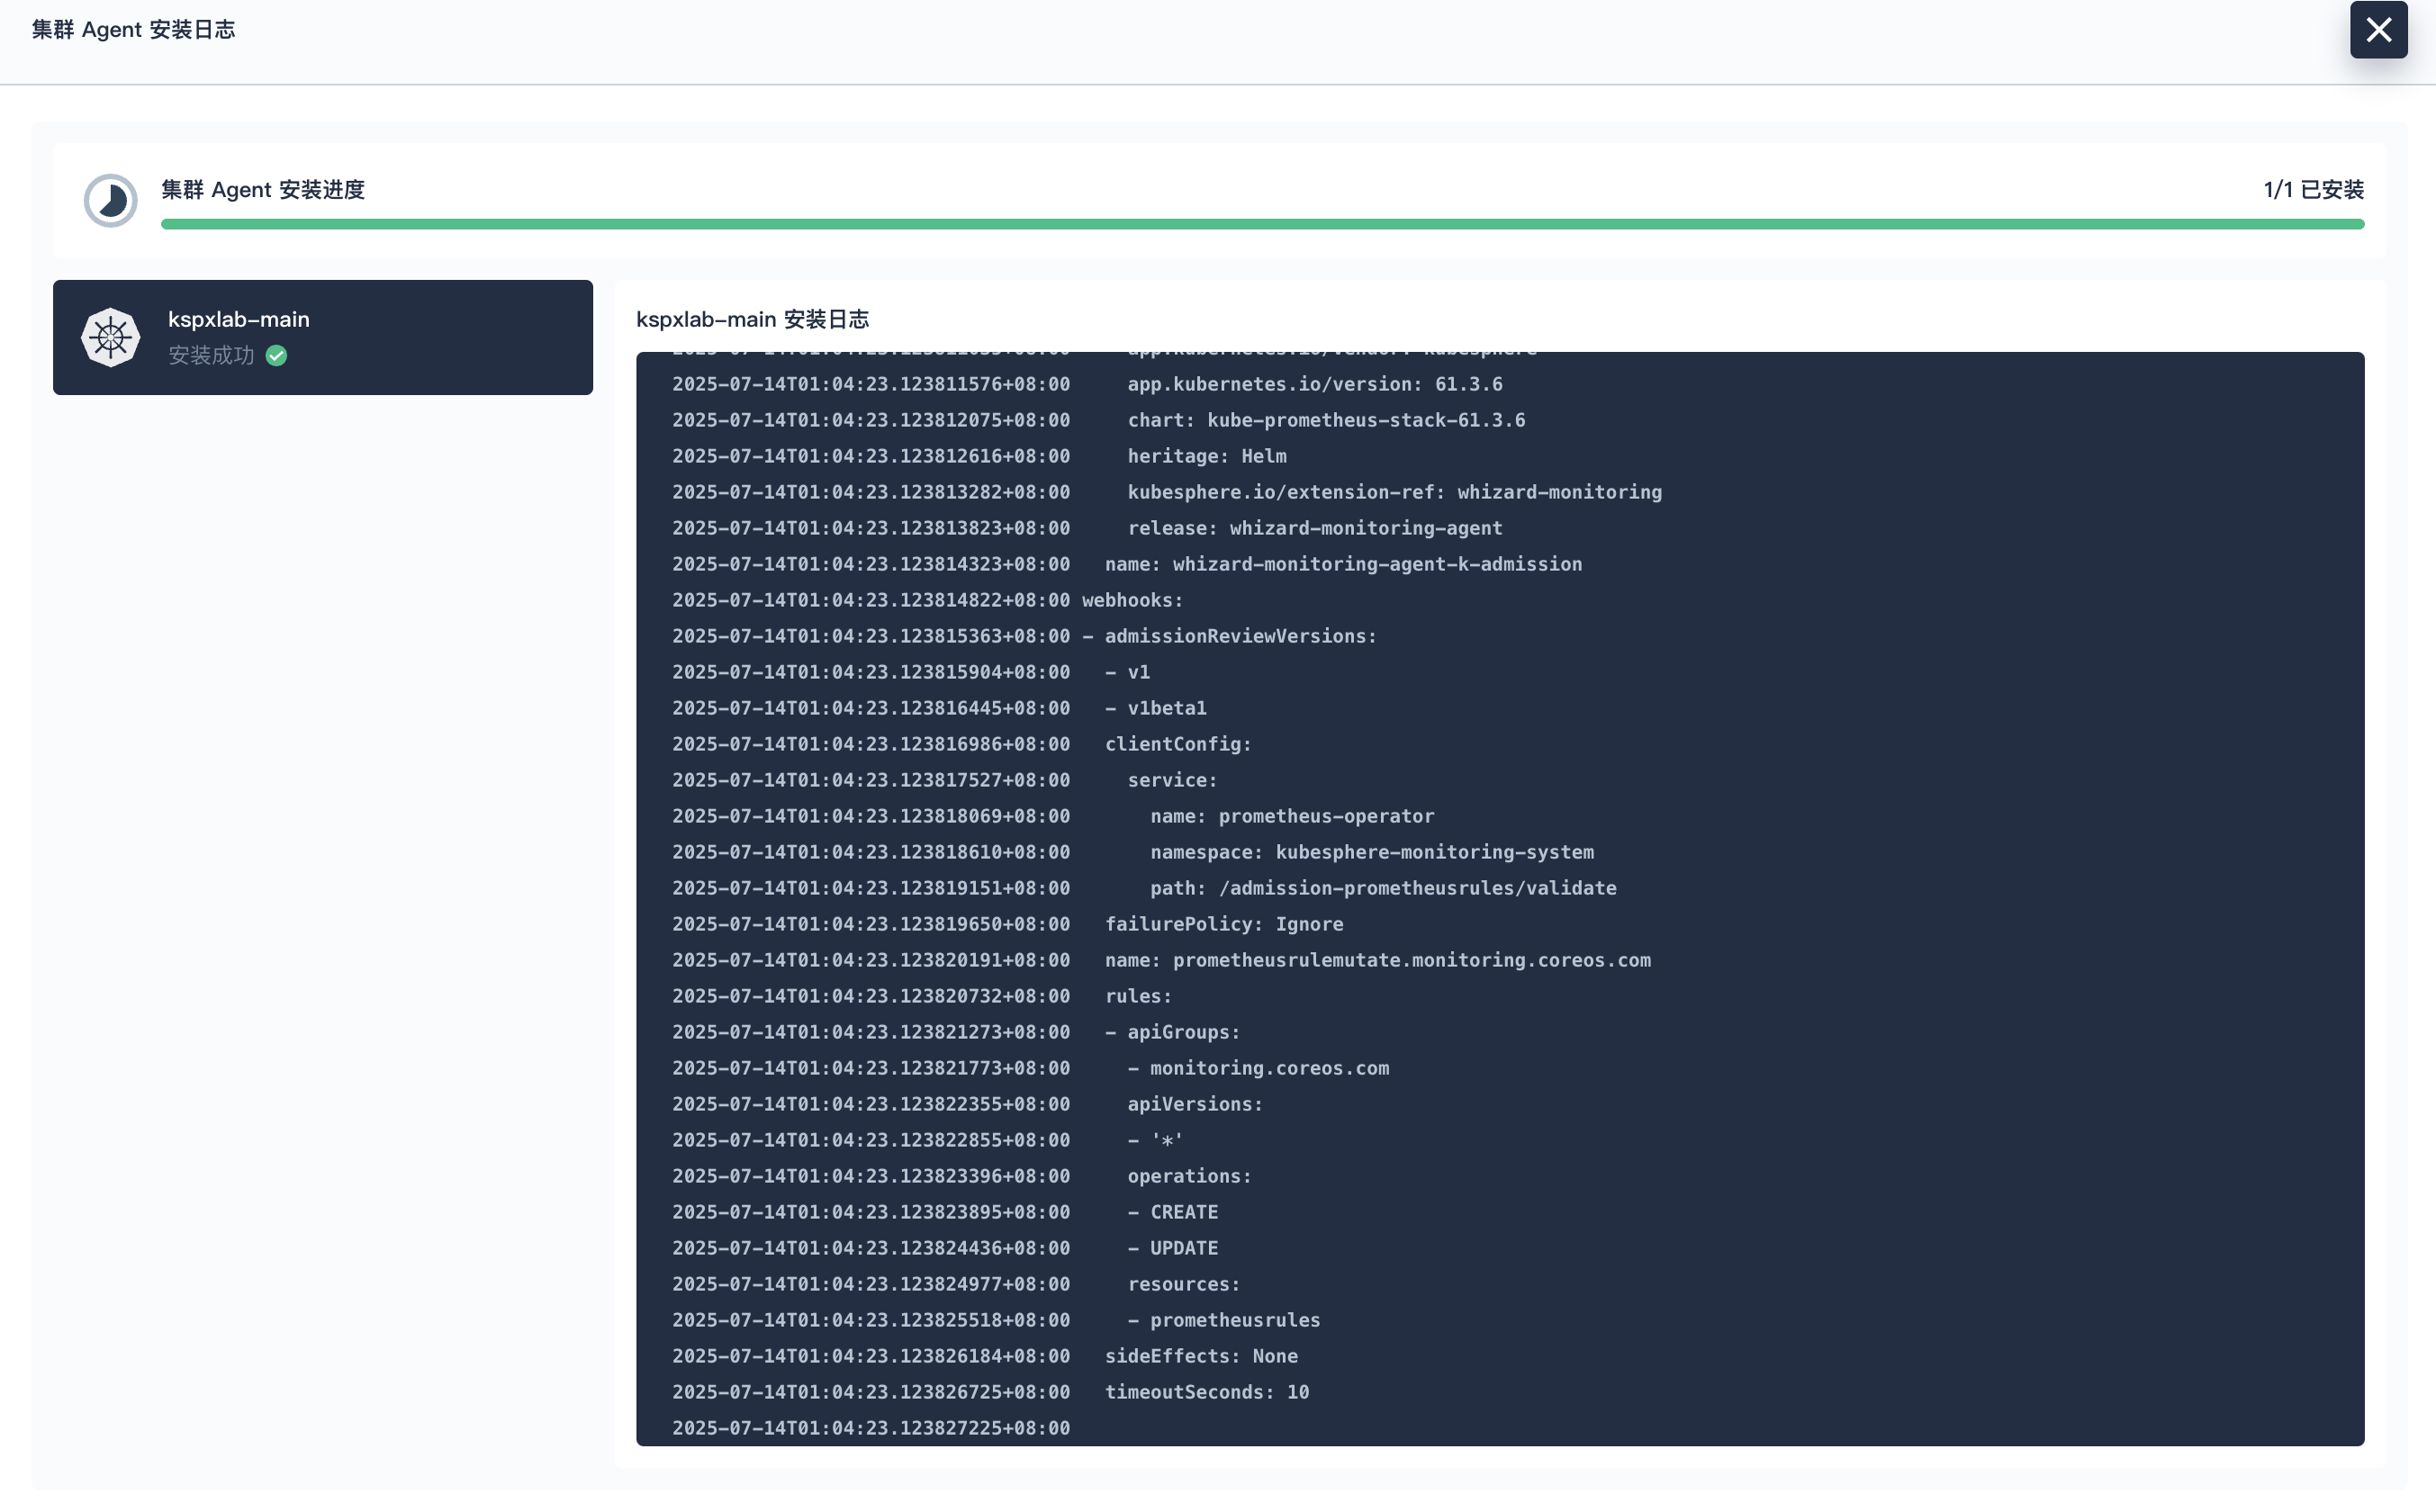 集群 Agent 安装日志
集群 Agent 安装进度
1/1 已安装
kspxlab-main
安装成功
kspxlab-main 安装日志
2025-07-14T01:04:23.123811576+08:00     app.kubernetes.io/version: 61.3.6
2025-07-14T01:04:23.123812075+08:00     chart: kube-prometheus-stack-61.3.6
2025-07-14T01:04:23.123812616+08:00     heritage: Helm
2025-07-14T01:04:23.123813282+08:00     kubesphere.io/extension-ref: whizard-monitoring
2025-07-14T01:04:23.123813823+08:00     release: whizard-monitoring-agent
2025-07-14T01:04:23.123814323+08:00   name: whizard-monitoring-agent-k-admission
2025-07-14T01:04:23.123814822+08:00 webhooks:
2025-07-14T01:04:23.123815363+08:00 - admissionReviewVersions:
2025-07-14T01:04:23.123815904+08:00   - v1
2025-07-14T01:04:23.123816445+08:00   - v1beta1
2025-07-14T01:04:23.123816986+08:00   clientConfig:
2025-07-14T01:04:23.123817527+08:00     service:
2025-07-14T01:04:23.123818069+08:00       name: prometheus-operator
2025-07-14T01:04:23.123818610+08:00       namespace: kubesphere-monitoring-system
2025-07-14T01:04:23.123819151+08:00       path: /admission-prometheusrules/validate
2025-07-14T01:04:23.123819650+08:00   failurePolicy: Ignore
2025-07-14T01:04:23.123820191+08:00   name: prometheusrulemutate.monitoring.coreos.com
2025-07-14T01:04:23.123820732+08:00   rules:
2025-07-14T01:04:23.123821273+08:00   - apiGroups:
2025-07-14T01:04:23.123821773+08:00     - monitoring.coreos.com
2025-07-14T01:04:23.123822355+08:00     apiVersions:
2025-07-14T01:04:23.123822855+08:00     - '*'
2025-07-14T01:04:23.123823396+08:00     operations:
2025-07-14T01:04:23.123823895+08:00     - CREATE
2025-07-14T01:04:23.123824436+08:00     - UPDATE
2025-07-14T01:04:23.123824977+08:00     resources:
2025-07-14T01:04:23.123825518+08:00     - prometheusrules
2025-07-14T01:04:23.123826184+08:00   sideEffects: None
2025-07-14T01:04:23.123826725+08:00   timeoutSeconds: 10
2025-07-14T01:04:23.123827225+08:00